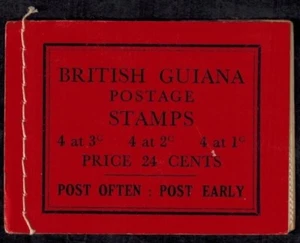 BRITISH GUIANA
POSTAGE
STAMPS
4 at 3ᶜ 4 at 2ᶜ 4 at 1ᶜ
PRICE 24 CENTS
POST OFTEN : POST EARLY